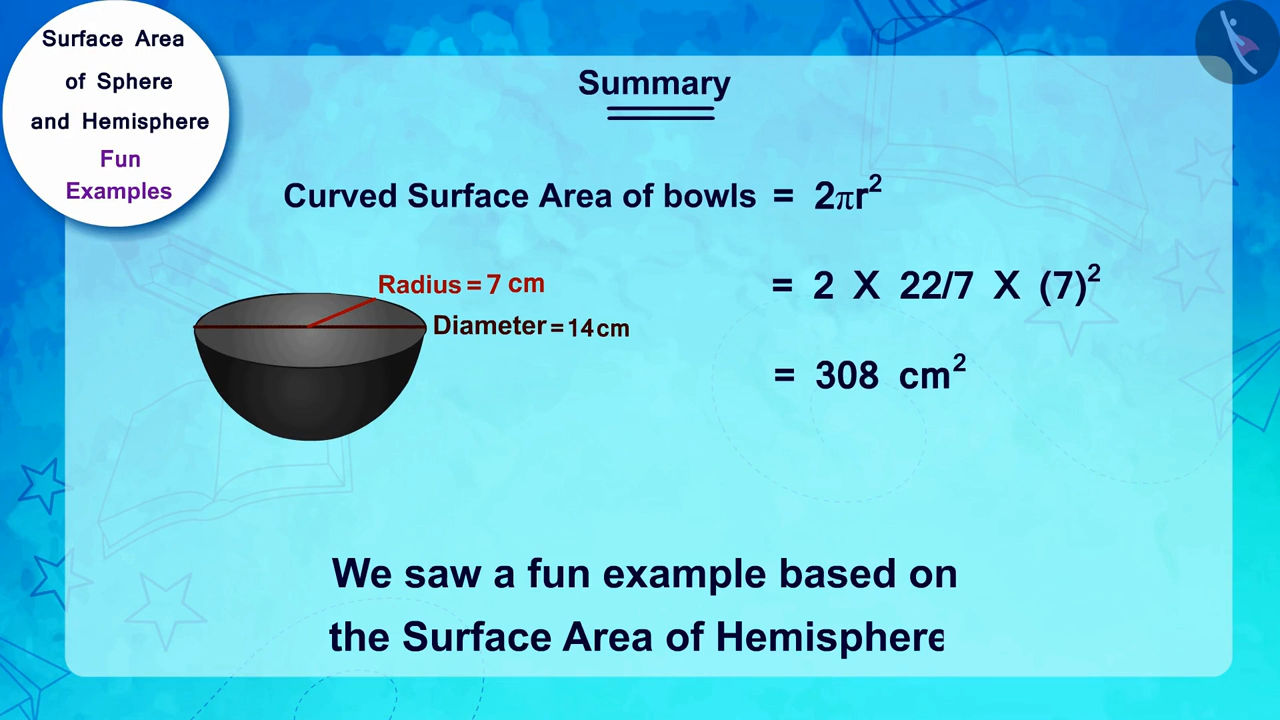 Surface Area
of Sphere
and Hemisphere
Fun
Examples
Summary
Curved Surface Area of bowls = 2πr²
= 2 X 22/7 X (7)²
= 308 cm²
Radius = 7 cm
Diameter = 14 cm
We saw a fun example based on
the Surface Area of Hemisphere